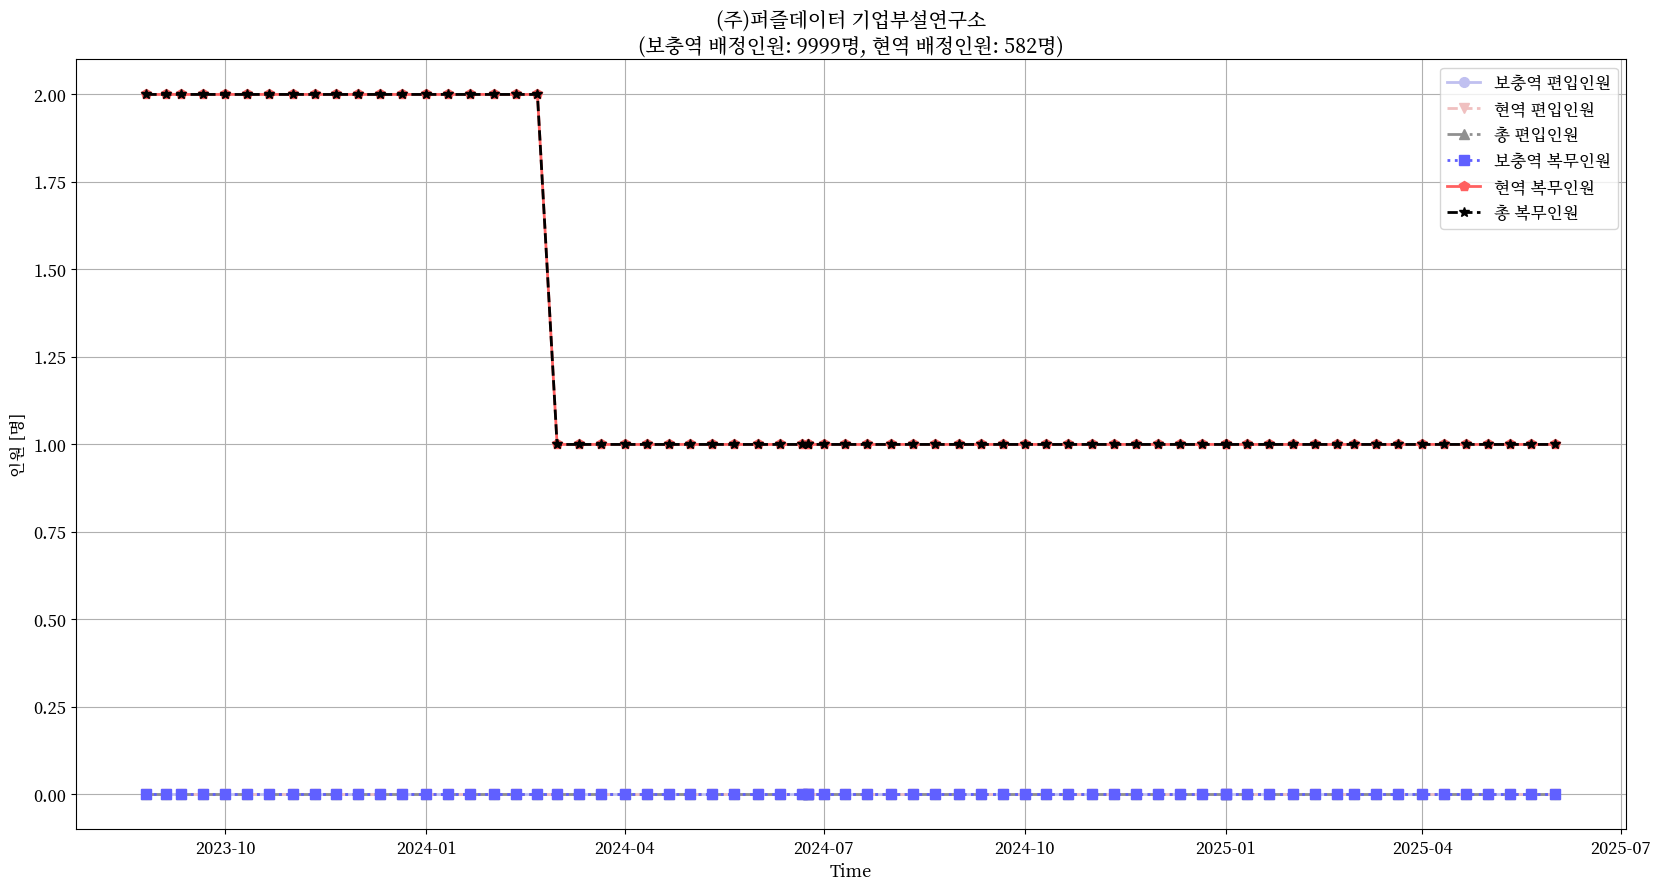 (주)퍼즐데이터 기업부설연구소
(보충역 배정인원: 9999명, 현역 배정인원: 582명)
보충역 편입인원
현역 편입인원
총 편입인원
보충역 복무인원
현역 복무인원
총 복무인원
2.00
1.75
1.50
1.25
1.00
0.75
0.50
0.25
0.00
인원 [명]
2023-10
2024-01
2024-04
2024-07
2024-10
2025-01
2025-04
2025-07
Time